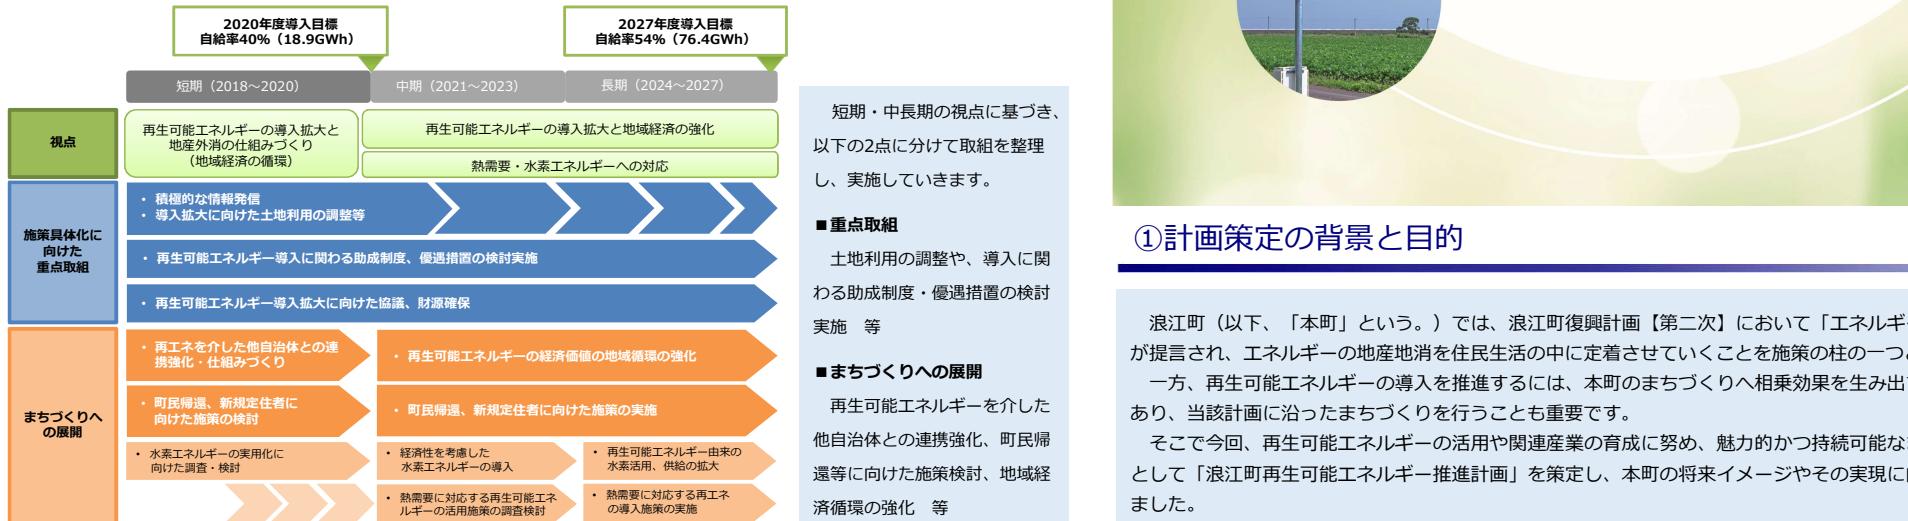 2020年度導入目標
自給率40%（18.9GWh）
2027年度導入目標
自給率54%（76.4GWh）
短期（2018～2020）
中期（2021～2023）
長期（2024～2027）
視点
再生可能エネルギーの導入拡大と
地産外消の仕組みづくり
（地域経済の循環）
再生可能エネルギーの導入拡大と地域経済の強化
熱需要・水素エネルギーへの対応
施策具体化に
向けた
重点取組
・ 積極的な情報発信
・ 導入拡大に向けた土地利用の調整等
・ 再生可能エネルギー導入に関わる助成制度、優遇措置の検討実施
・ 再生可能エネルギー導入拡大に向けた協議、財源確保
まちづくりへ
の展開
・ 再エネを介した他自治体との連
携強化・仕組みづくり
・ 再生可能エネルギーの経済価値の地域循環の強化
・ 町民帰還、新規定住者に
向けた施策の検討
・ 町民帰還、新規定住者に向けた施策の実施
• 水素エネルギーの実用化に
向けた調査・検討
• 経済性を考慮した
水素エネルギーの導入
• 再生可能エネルギー由来の
水素活用、供給の拡大
• 熱需要に対応する再生可能エネ
ルギーの活用施策の調査検討
• 熱需要に対応する再エネ
の導入施策の実施
短期・中長期の視点に基づき、
以下の2点に分けて取組を整理
し、実施していきます。
■重点取組
土地利用の調整や、導入に関
わる助成制度・優遇措置の検討
実施　等
■まちづくりへの展開
再生可能エネルギーを介した
他自治体との連携強化、町民帰
還等に向けた施策検討、地域経
済循環の強化　等
①計画策定の背景と目的
浪江町（以下、「本町」という。）では、浪江町復興計画【第二次】において「エネルギ
が提言され、エネルギーの地産地消を住民生活の中に定着させていくことを施策の柱の一つ
一方、再生可能エネルギーの導入を推進するには、本町のまちづくりへ相乗効果を生み出
あり、当該計画に沿ったまちづくりを行うことも重要です。
そこで今回、再生可能エネルギーの活用や関連産業の育成に努め、魅力的かつ持続可能な
として「浪江町再生可能エネルギー推進計画」を策定し、本町の将来イメージやその実現に
ました。